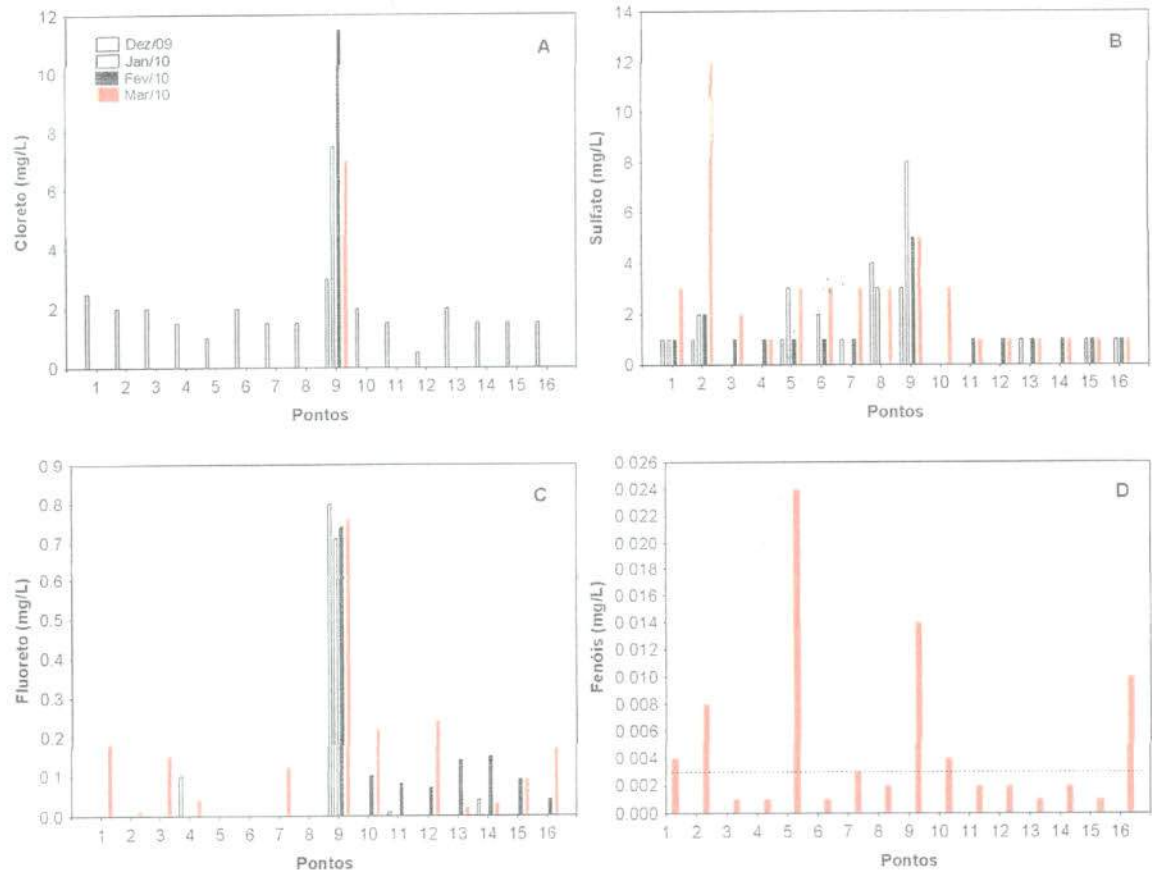 A
12
10
8
6
4
2
0
Cloreto (mg/L)
Dez/09
Jan/10
Fev/10
Mar/10
1 2 3 4 5 6 7 8 9 10 11 12 13 14 15 16
Pontos
B
14
12
10
8
6
4
2
0
Sulfato (mg/L)
1 2 3 4 5 6 7 8 9 10 11 12 13 14 15 16
Pontos
C
0.9
0.8
0.7
0.6
0.5
0.4
0.3
0.2
0.1
0.0
Fluoreto (mg/L)
1 2 3 4 5 6 7 8 9 10 11 12 13 14 15 16
Pontos
D
0.026
0.024
0.022
0.020
0.018
0.016
0.014
0.012
0.010
0.008
0.006
0.004
0.002
0.000
Fenóis (mg/L)
1 2 3 4 5 6 7 8 9 10 11 12 13 14 15 16
Pontos